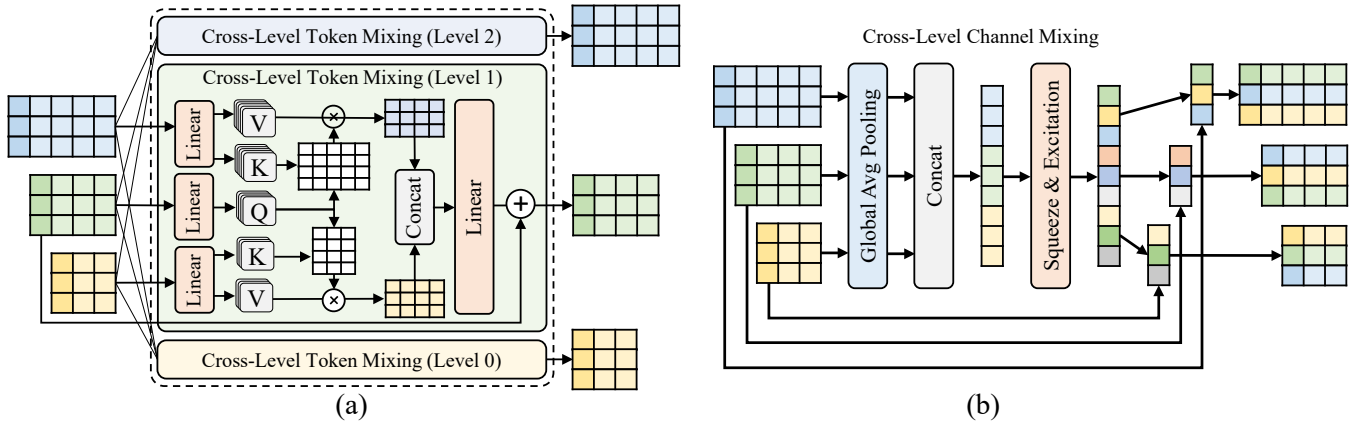 Cross-Level Token Mixing (Level 2)
Cross-Level Token Mixing (Level 1)
Linear
V
K
Linear
Q
Linear
K
V
Concat
Linear
Cross-Level Token Mixing (Level 0)
(a)
Cross-Level Channel Mixing
Global Avg Pooling
Concat
Squeeze & Excitation
(b)